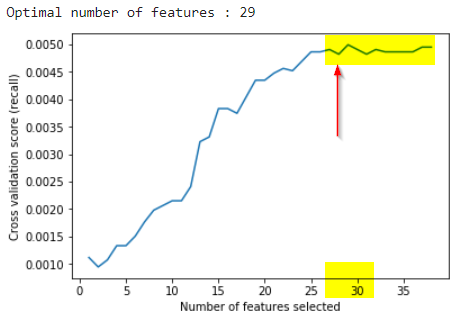 Optimal number of features : 29
0.0050
0.0045
0.0040
0.0035
0.0030
0.0025
0.0020
0.0015
0.0010
Cross validation score (recall)
0 5 10 15 20 25 30 35
Number of features selected